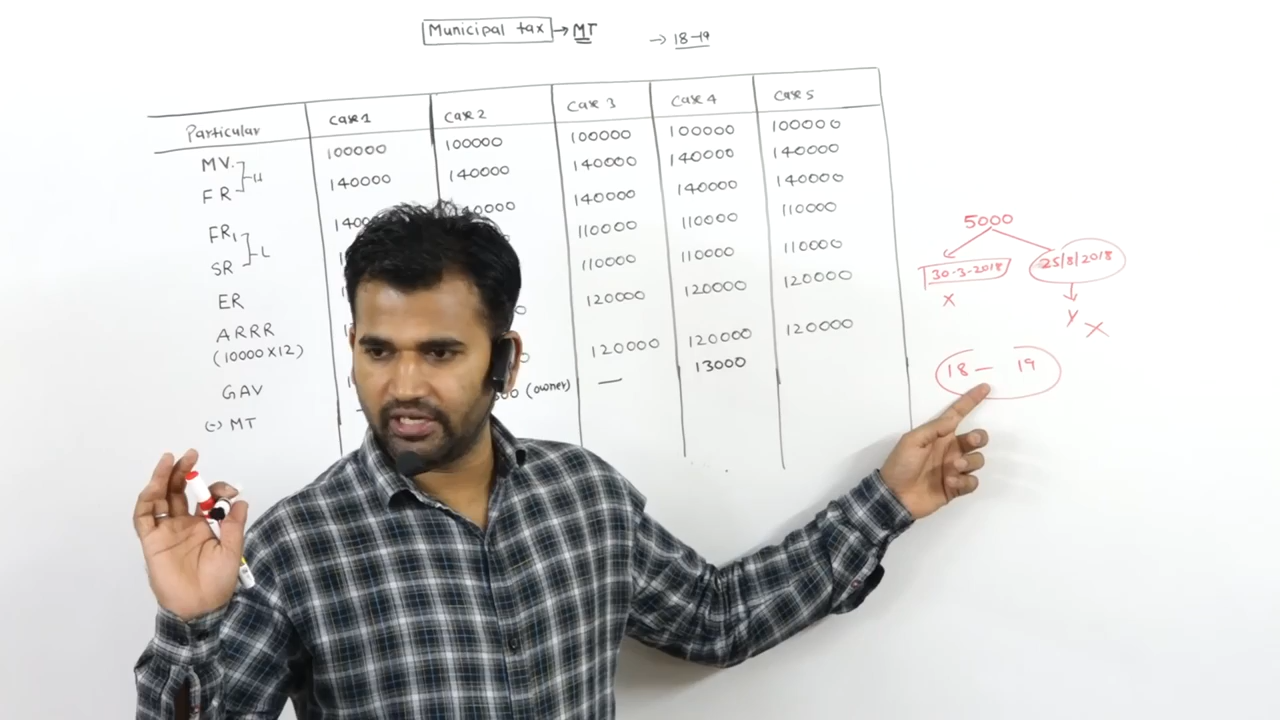 Municipal tax → MT → 18-19
Particular Case 1 Case 2 Case 3 Case 4 Case 5
MV. 100000 100000 100000 100000 100000
FR 140000 140000 140000 140000 140000
FR1 140 40000 140000 140000 140000
SR 110000 110000 110000
ER 110000 110000 110000
ARRR 120000 120000 120000
(10000×12)
GAV 120000 120000 120000
(-) MT - 00 (owner) — 13000
U
L
5000
30-3-2018 25/8/2018
X Y X
18 — 19